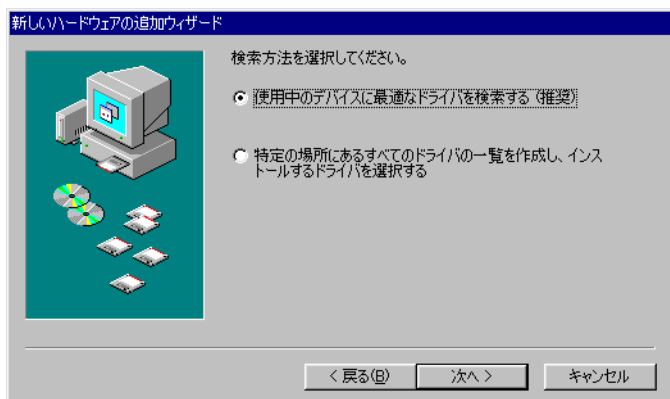 新しいハードウェアの追加ウィザード
検索方法を選択してください。
使用中のデバイスに最適なドライバを検索する (推奨)
特定の場所にあるすべてのドライバの一覧を作成し、インス
トールするドライバを選択する
< 戻る(B)
次へ >
キャンセル